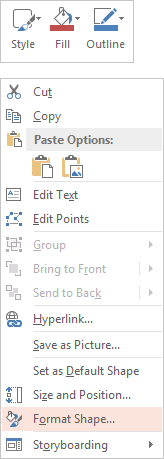 Style Fill Outline
Cut
Copy
Paste Options:
Edit Text
Edit Points
Group
Bring to Front
Send to Back
Hyperlink...
Save as Picture...
Set as Default Shape
Size and Position...
Format Shape...
Storyboarding